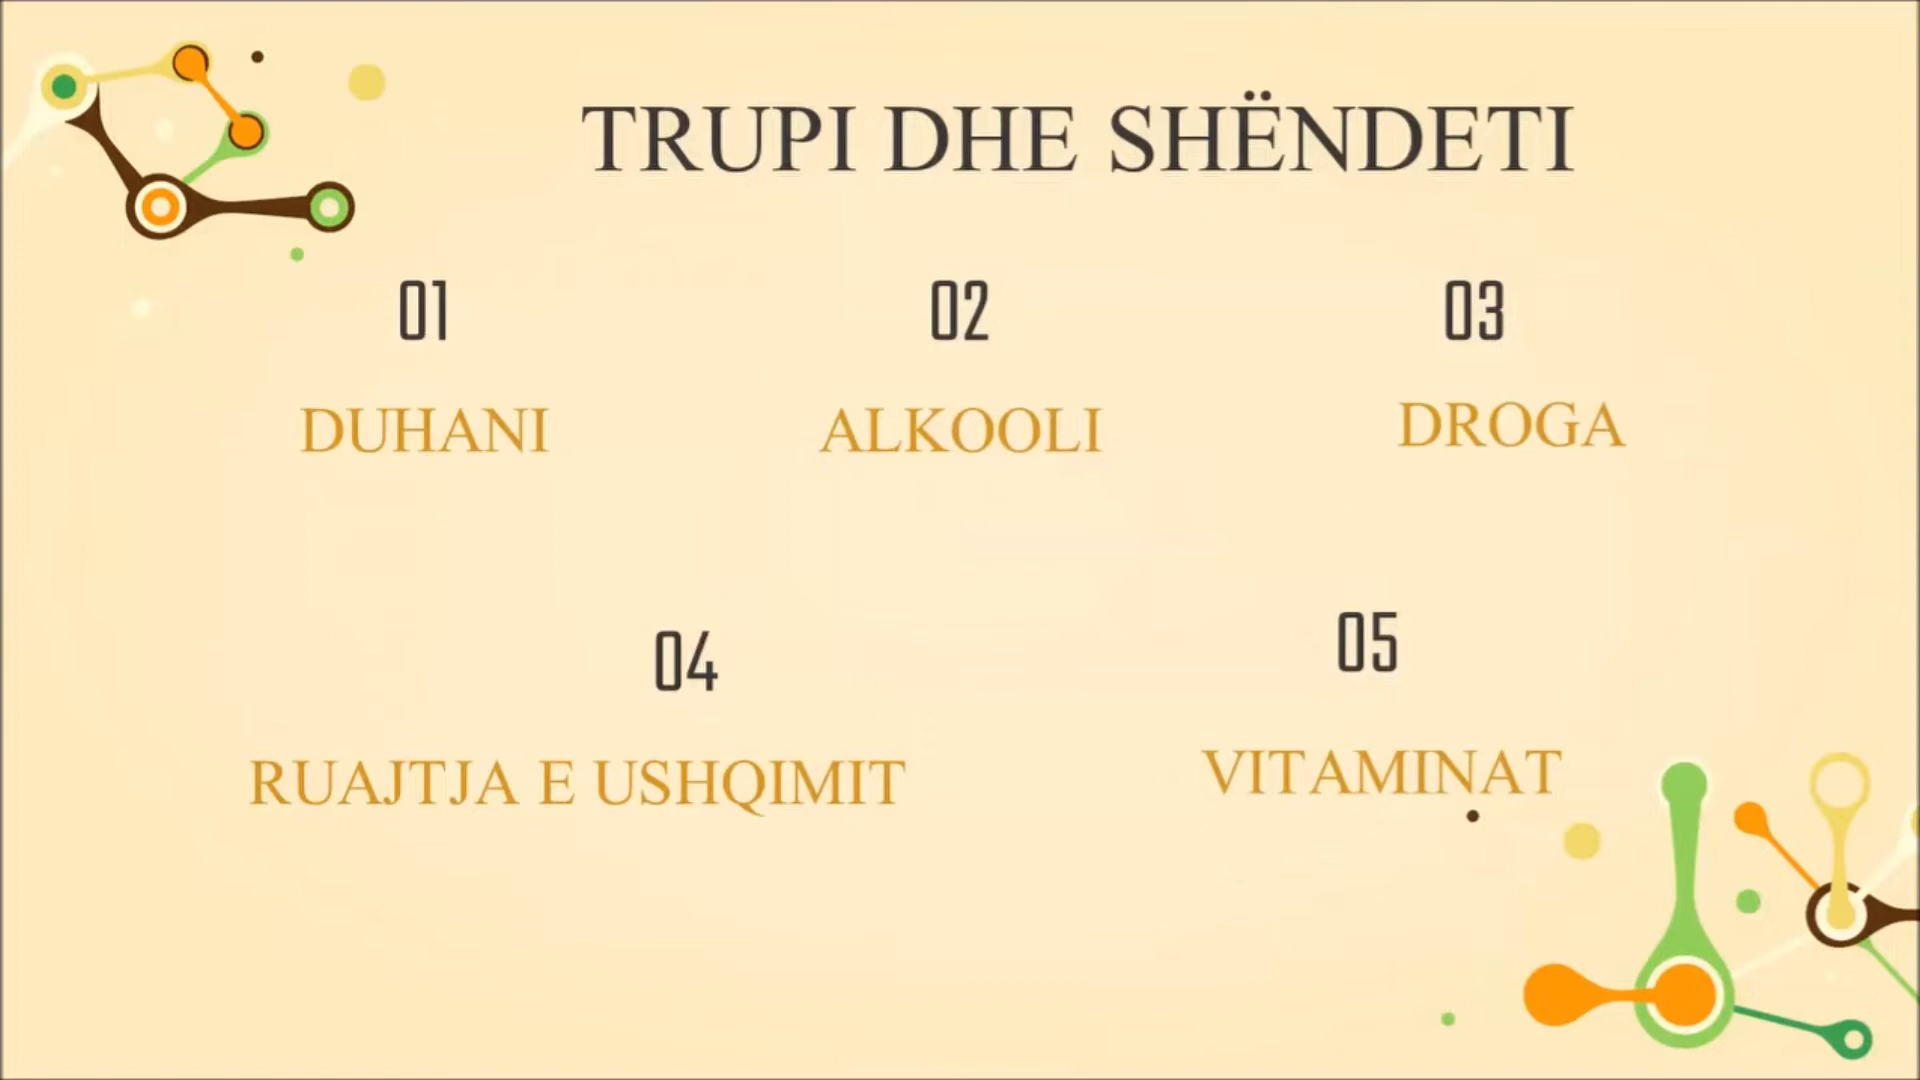 TRUPI DHE SHËNDETI
01
DUHANI
02
ALKOOLI
03
DROGA
04
RUAJTJA E USHQIMIT
05
VITAMINAT